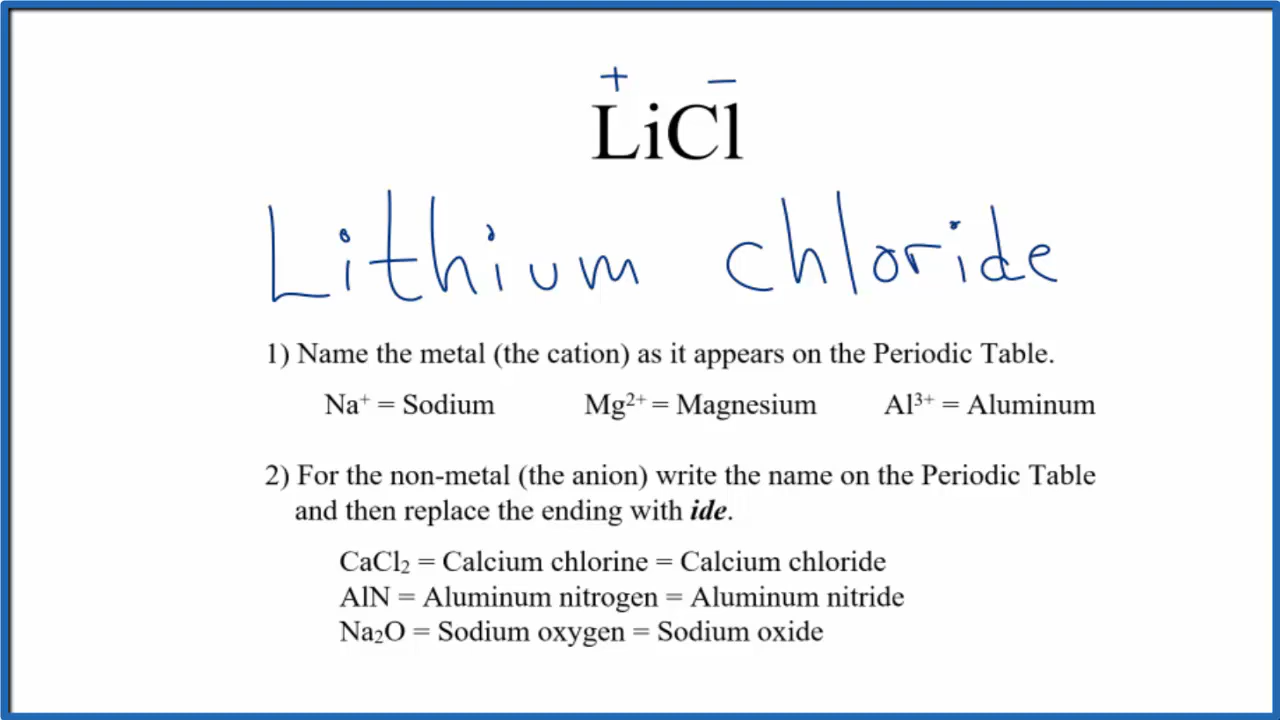 + −
LiCl
Lithium chloride
1) Name the metal (the cation) as it appears on the Periodic Table.
Na⁺ = Sodium Mg²⁺ = Magnesium Al³⁺ = Aluminum
2) For the non-metal (the anion) write the name on the Periodic Table
and then replace the ending with ide.
CaCl₂ = Calcium chlorine = Calcium chloride
AlN = Aluminum nitrogen = Aluminum nitride
Na₂O = Sodium oxygen = Sodium oxide